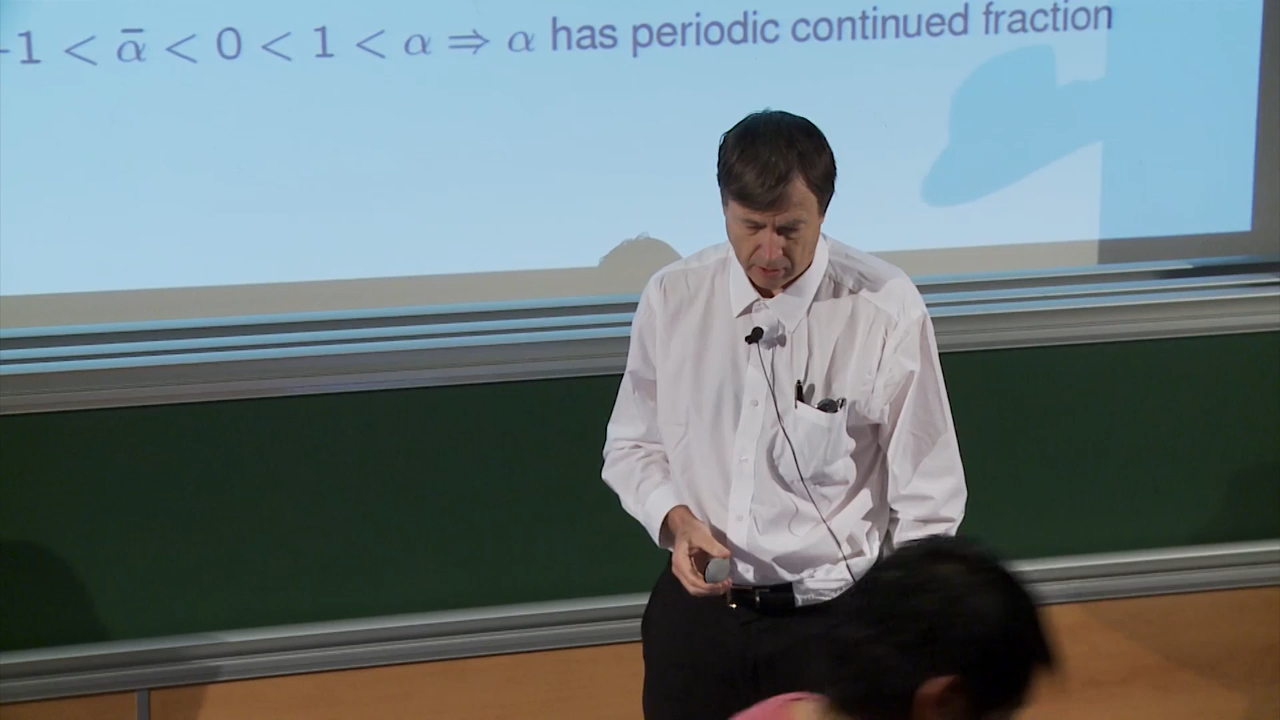 -1 < ᾱ < 0 < 1 < α ⇒ α has periodic continued fraction